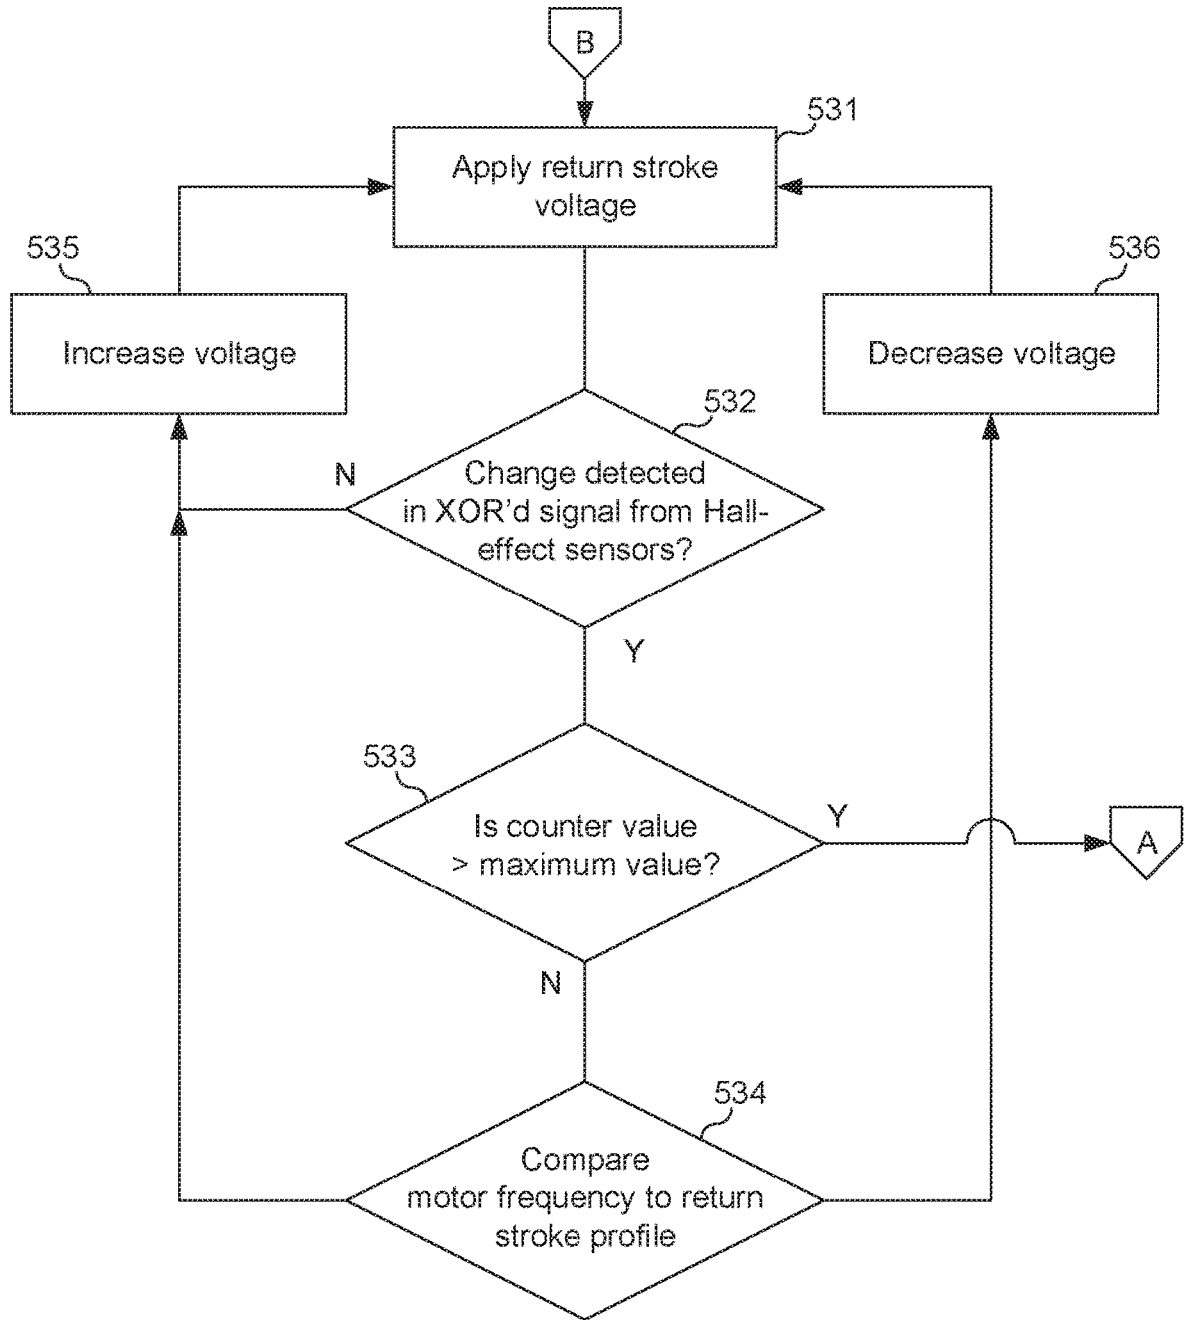 B
531
Apply return stroke
voltage
535
536
Increase voltage
Decrease voltage
532
N
Change detected
in XOR'd signal from Hall-
effect sensors?
Y
533
Y
Is counter value
> maximum value?
A
N
534
Compare
motor frequency to return
stroke profile